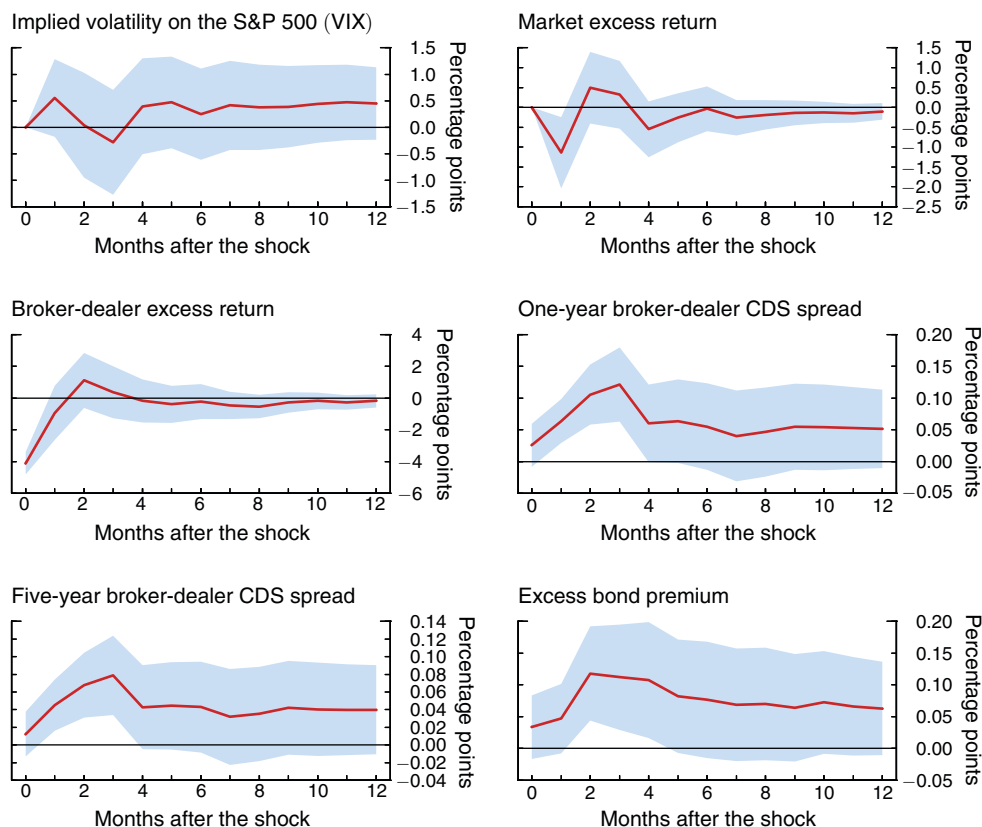 Implied volatility on the S&P 500 (VIX)
1.5
1.0
0.5
0.0
−0.5
−1.0
−1.5
Percentage points
0 2 4 6 8 10 12
Months after the shock
Market excess return
1.5
1.0
0.5
0.0
−0.5
−1.0
−1.5
−2.0
−2.5
Percentage points
0 2 4 6 8 10 12
Months after the shock
Broker-dealer excess return
4
2
0
−2
−4
−6
Percentage points
0 2 4 6 8 10 12
Months after the shock
One-year broker-dealer CDS spread
0.20
0.15
0.10
0.05
0.00
−0.05
Percentage points
0 2 4 6 8 10 12
Months after the shock
Five-year broker-dealer CDS spread
0.14
0.12
0.10
0.08
0.06
0.04
0.02
0.00
−0.02
−0.04
Percentage points
0 2 4 6 8 10 12
Months after the shock
Excess bond premium
0.20
0.15
0.10
0.05
0.00
−0.05
Percentage points
0 2 4 6 8 10 12
Months after the shock